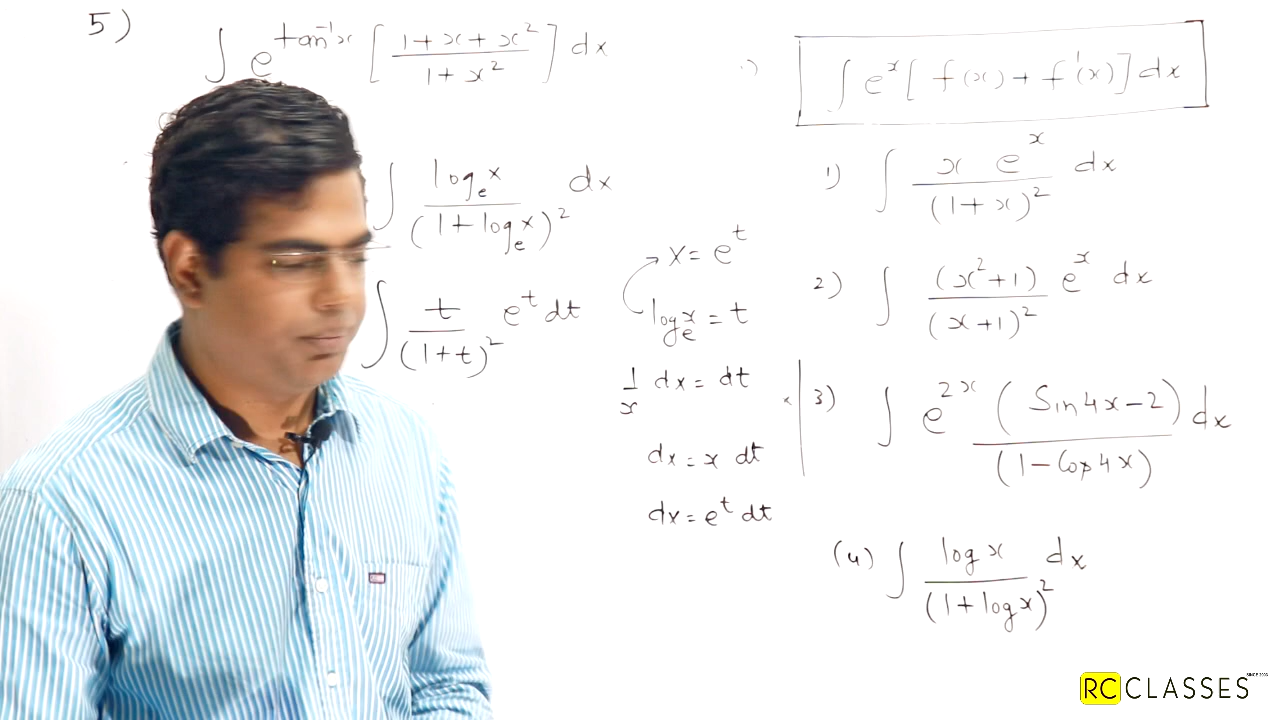 5) ∫ e^{tan⁻¹x} [ (1 + x + x²) / (1 + x²) ] dx
∫ log_e x / (1 + log_e x)² dx
∫ t / (1 + t)² e^t dt
x = e^t
log_e x = t
1/x dx = dt
dx = x dt
dx = e^t dt
∫ e^x [ f(x) + f'(x) ] dx
1) ∫ x e^x / (1 + x)² dx
2) ∫ (x² + 1) / (x + 1)² e^x dx
3) ∫ e^{2x} (Sin 4x − 2) / (1 − Cos 4x) dx
(4) ∫ log x / (1 + log x)² dx
RC CLASSES